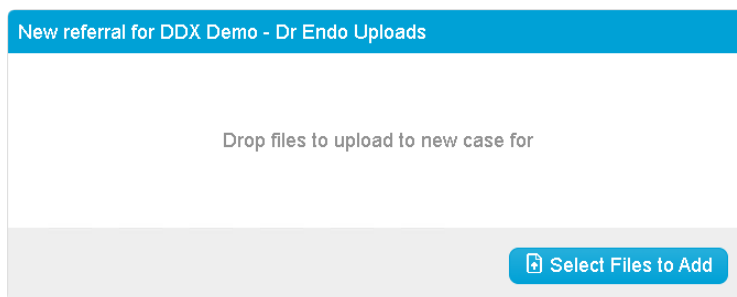 New referral for DDX Demo - Dr Endo Uploads
Drop files to upload to new case for
Select Files to Add